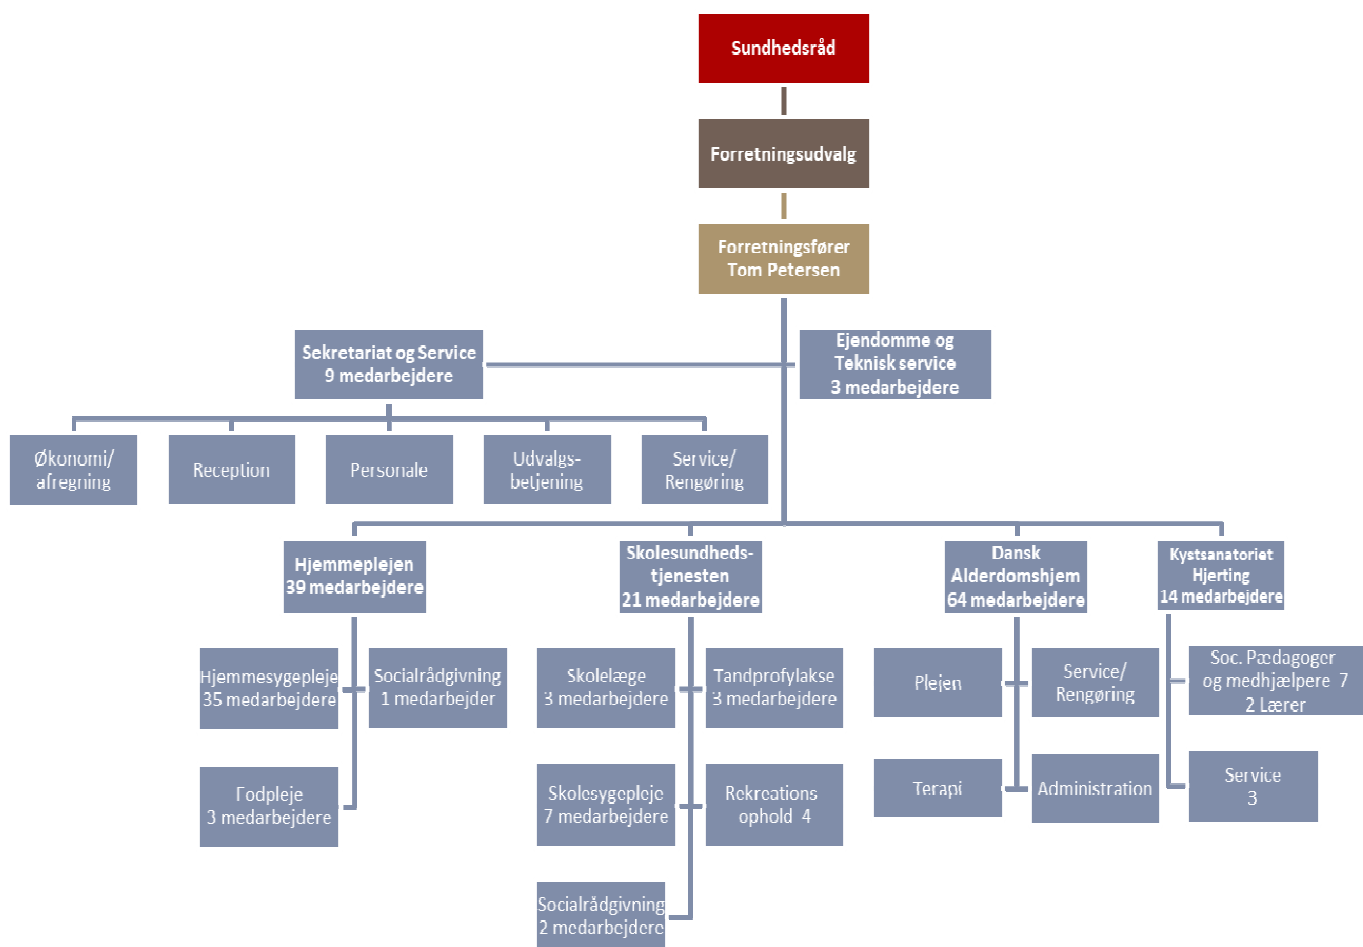 Sundhedsråd
Forretningsudvalg
Forretningsfører
Tom Petersen
Sekretariat og Service
9 medarbejdere
Ejendomme og
Teknisk service
3 medarbejdere
Økonomi/
afregning
Reception
Personale
Udvalgs-
betjening
Service/
Rengøring
Hjemmeplejen
39 medarbejdere
Skolesundheds-
tjenesten
21 medarbejdere
Dansk
Alderdomshjem
64 medarbejdere
Kystsanatoriet
Hjerting
14 medarbejdere
Hjemmesygepleje
35 medarbejdere
Socialrådgivning
1 medarbejder
Fodpleje
3 medarbejdere
Skolelæge
3 medarbejdere
Tandprofylakse
3 medarbejdere
Skolesygepleje
7 medarbejdere
Rekreations
ophold 4
Socialrådgivning
2 medarbejdere
Plejen
Service/
Rengøring
Terapi
Administration
Soc. Pædagoger
og medhjælpere 7
2 Lærer
Service
3